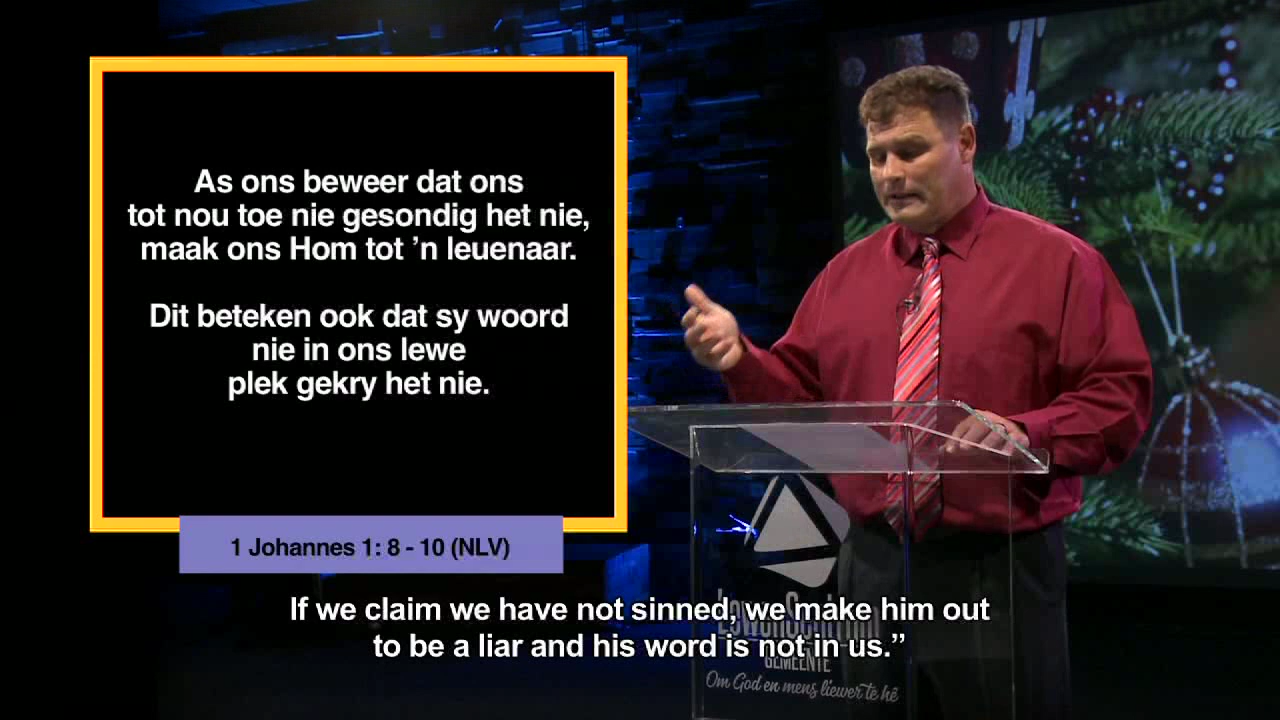 As ons beweer dat ons
tot nou toe nie gesondig het nie,
maak ons Hom tot ’n leuenaar.
Dit beteken ook dat sy woord
nie in ons lewe
plek gekry het nie.
1 Johannes 1: 8 - 10 (NLV)
If we claim we have not sinned, we make him out
to be a liar and his word is not in us.”
GEMEENTE
Om God en mens liewer te hê